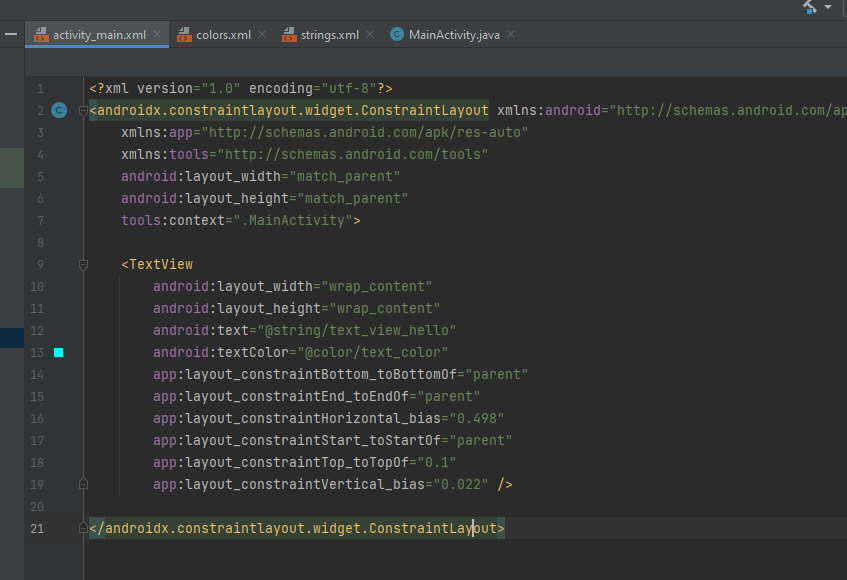 activity_main.xml colors.xml strings.xml MainActivity.java
1 <?xml version="1.0" encoding="utf-8"?>
2 <androidx.constraintlayout.widget.ConstraintLayout xmlns:android="http://schemas.android.com/ap
3 xmlns:app="http://schemas.android.com/apk/res-auto"
4 xmlns:tools="http://schemas.android.com/tools"
5 android:layout_width="match_parent"
6 android:layout_height="match_parent"
7 tools:context=".MainActivity">
8
9 <TextView
10 android:layout_width="wrap_content"
11 android:layout_height="wrap_content"
12 android:text="@string/text_view_hello"
13 android:textColor="@color/text_color"
14 app:layout_constraintBottom_toBottomOf="parent"
15 app:layout_constraintEnd_toEndOf="parent"
16 app:layout_constraintHorizontal_bias="0.498"
17 app:layout_constraintStart_toStartOf="parent"
18 app:layout_constraintTop_toTopOf="0.1"
19 app:layout_constraintVertical_bias="0.022" />
20
21 </androidx.constraintlayout.widget.ConstraintLayout>